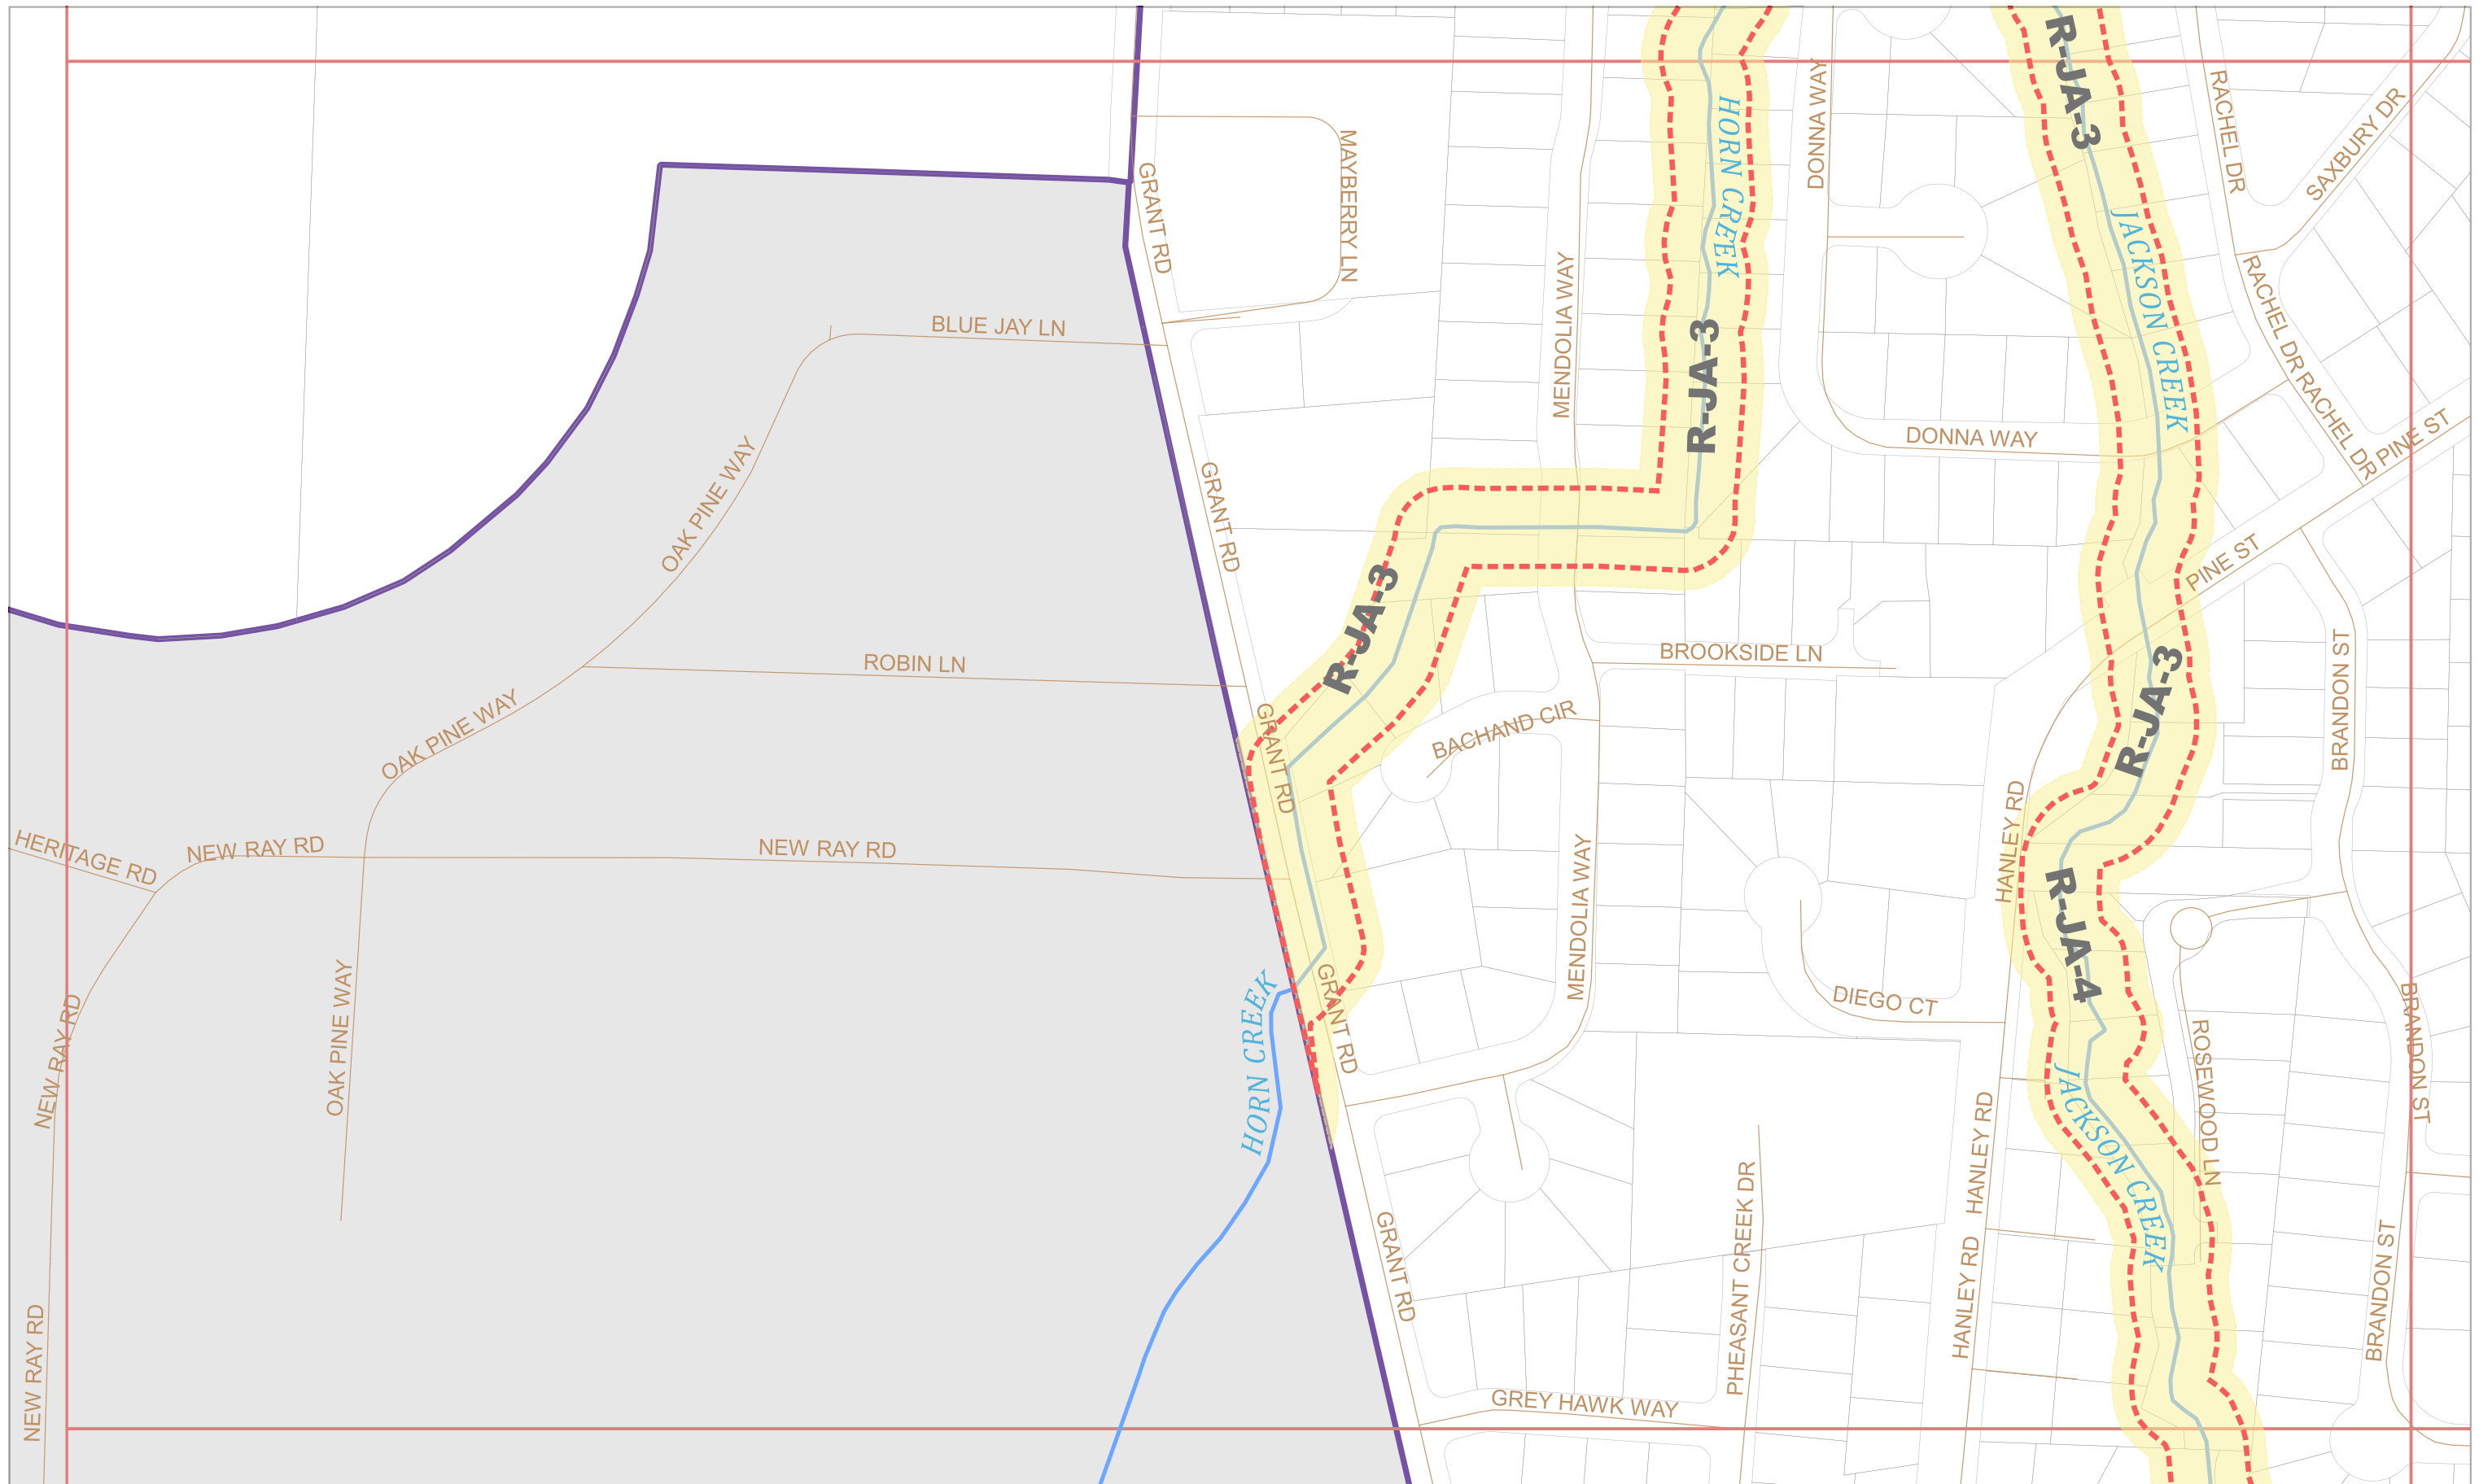 R-JA-3
RACHEL DR
SAXBURY DR
DONNA WAY
HORN CREEK
MAYBERRY LN
GRANT RD
JACKSON CREEK
MENDOLIA WAY
RACHEL DR
BLUE JAY LN
R-JA-3
RACHEL DR
DONNA WAY
PINE ST
OAK PINE WAY
GRANT RD
PINE ST
R-JA-3
BROOKSIDE LN
ROBIN LN
BRANDON ST
R-JA-3
OAK PINE WAY
GRANT RD
BACHAND CIR
HANLEY RD
HERITAGE RD
NEW RAY RD
NEW RAY RD
MENDOLIA WAY
R-JA-4
NEW RAY RD
OAK PINE WAY
HORN CREEK
GRANT RD
DIEGO CT
BRANDON ST
ROSEWOOD LN
JACKSON CREEK
HANLEY RD
PHEASANT CREEK DR
GRANT RD
HANLEY RD
BRANDON ST
NEW RAY RD
GREY HAWK WAY